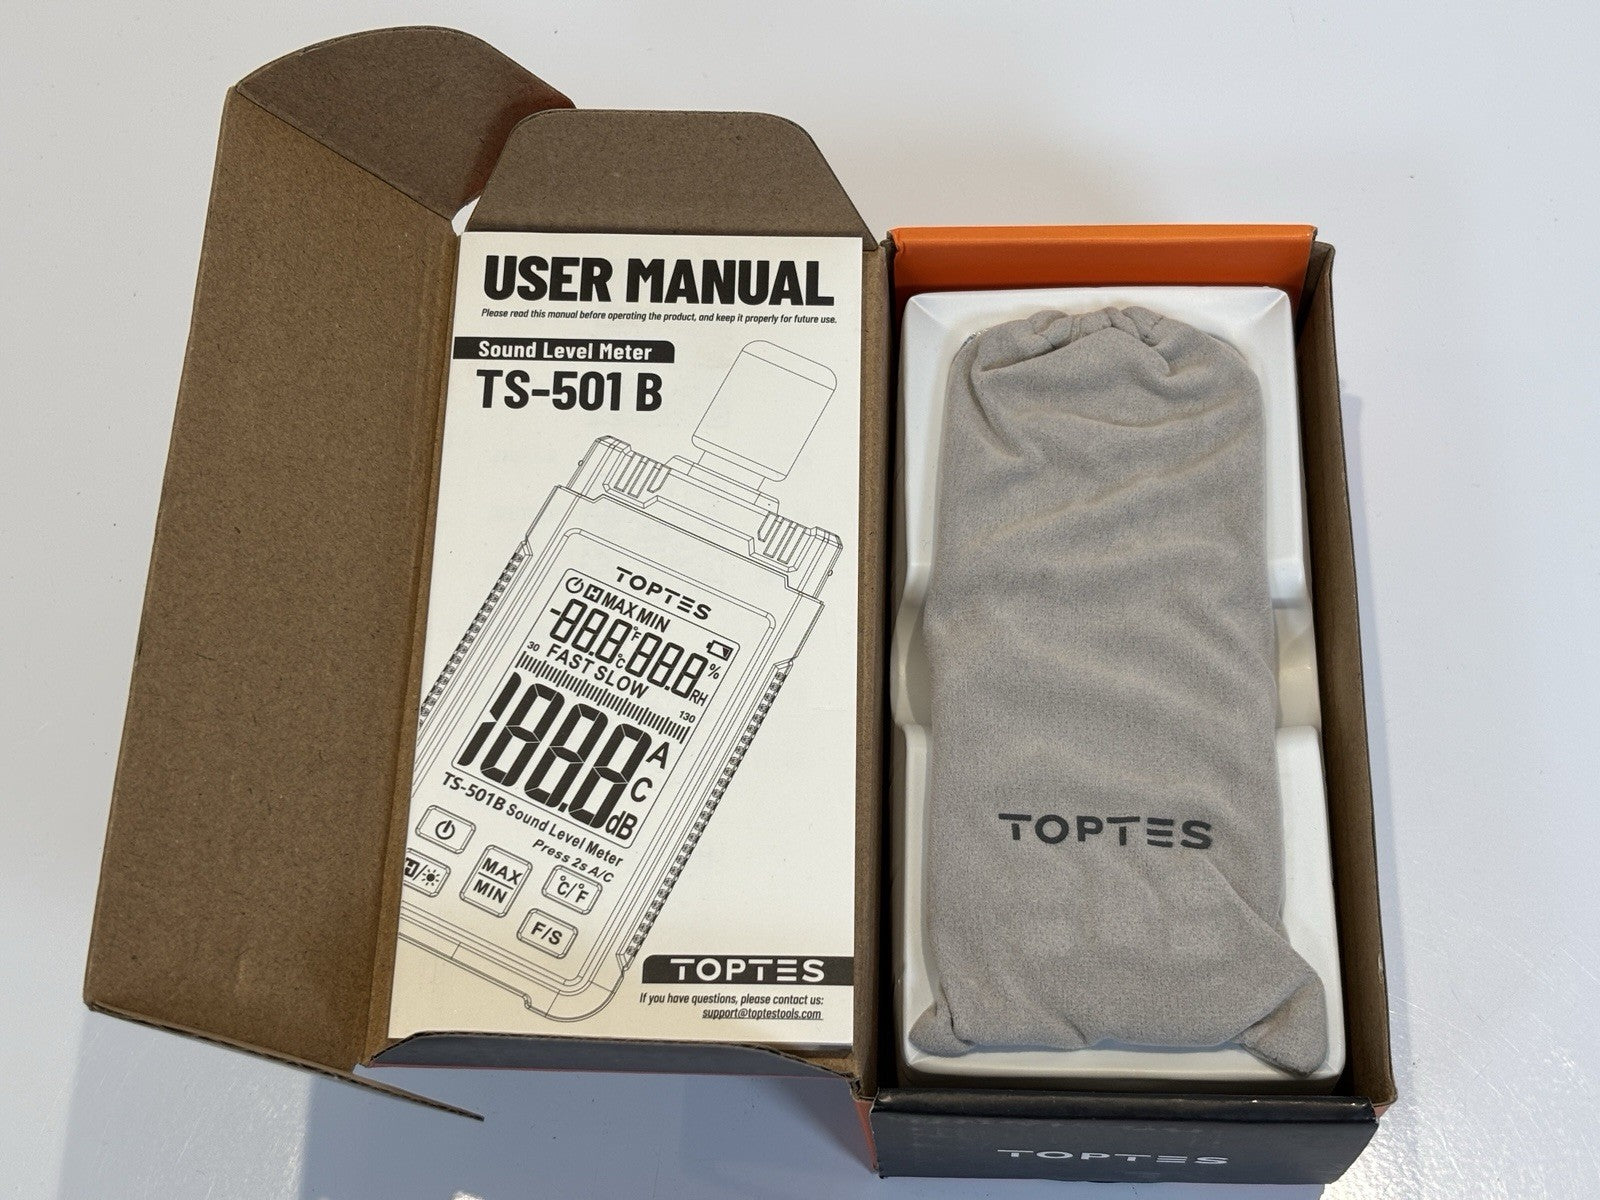 USER MANUAL
Please read this manual before operating the product, and keep it properly for future use.
Sound Level Meter
TS-501 B
TOPTES
H MAX MIN
-88.8 °F °C 88.8 % RH
30 FAST SLOW
130
188.8 A C dB
TS-501B Sound Level Meter
Press 2s A/C
MAX
MIN
°C/°F
H/
F/S
TOPTES
If you have questions, please contact us:
support@toptestools.com
TOPTES
TOPTES